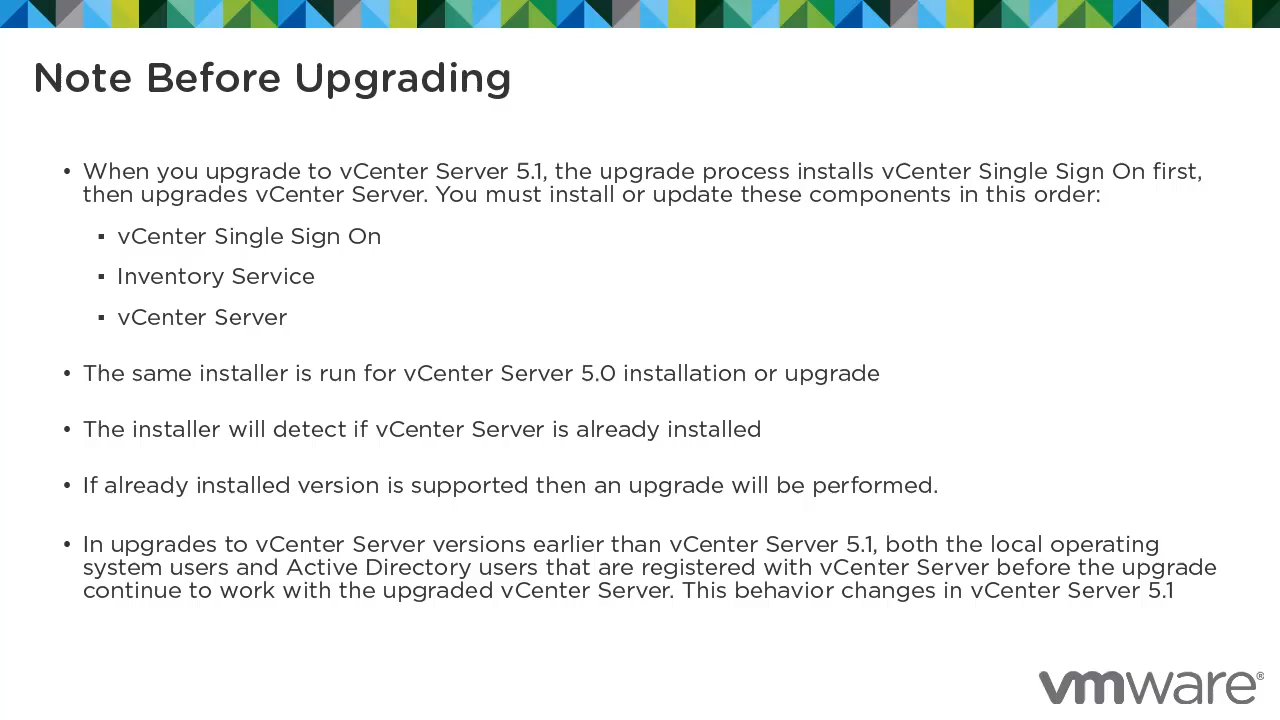 Note Before Upgrading
• When you upgrade to vCenter Server 5.1, the upgrade process installs vCenter Single Sign On first,
then upgrades vCenter Server. You must install or update these components in this order:
▪ vCenter Single Sign On
▪ Inventory Service
▪ vCenter Server
• The same installer is run for vCenter Server 5.0 installation or upgrade
• The installer will detect if vCenter Server is already installed
• If already installed version is supported then an upgrade will be performed.
• In upgrades to vCenter Server versions earlier than vCenter Server 5.1, both the local operating
system users and Active Directory users that are registered with vCenter Server before the upgrade
continue to work with the upgraded vCenter Server. This behavior changes in vCenter Server 5.1
vmware®